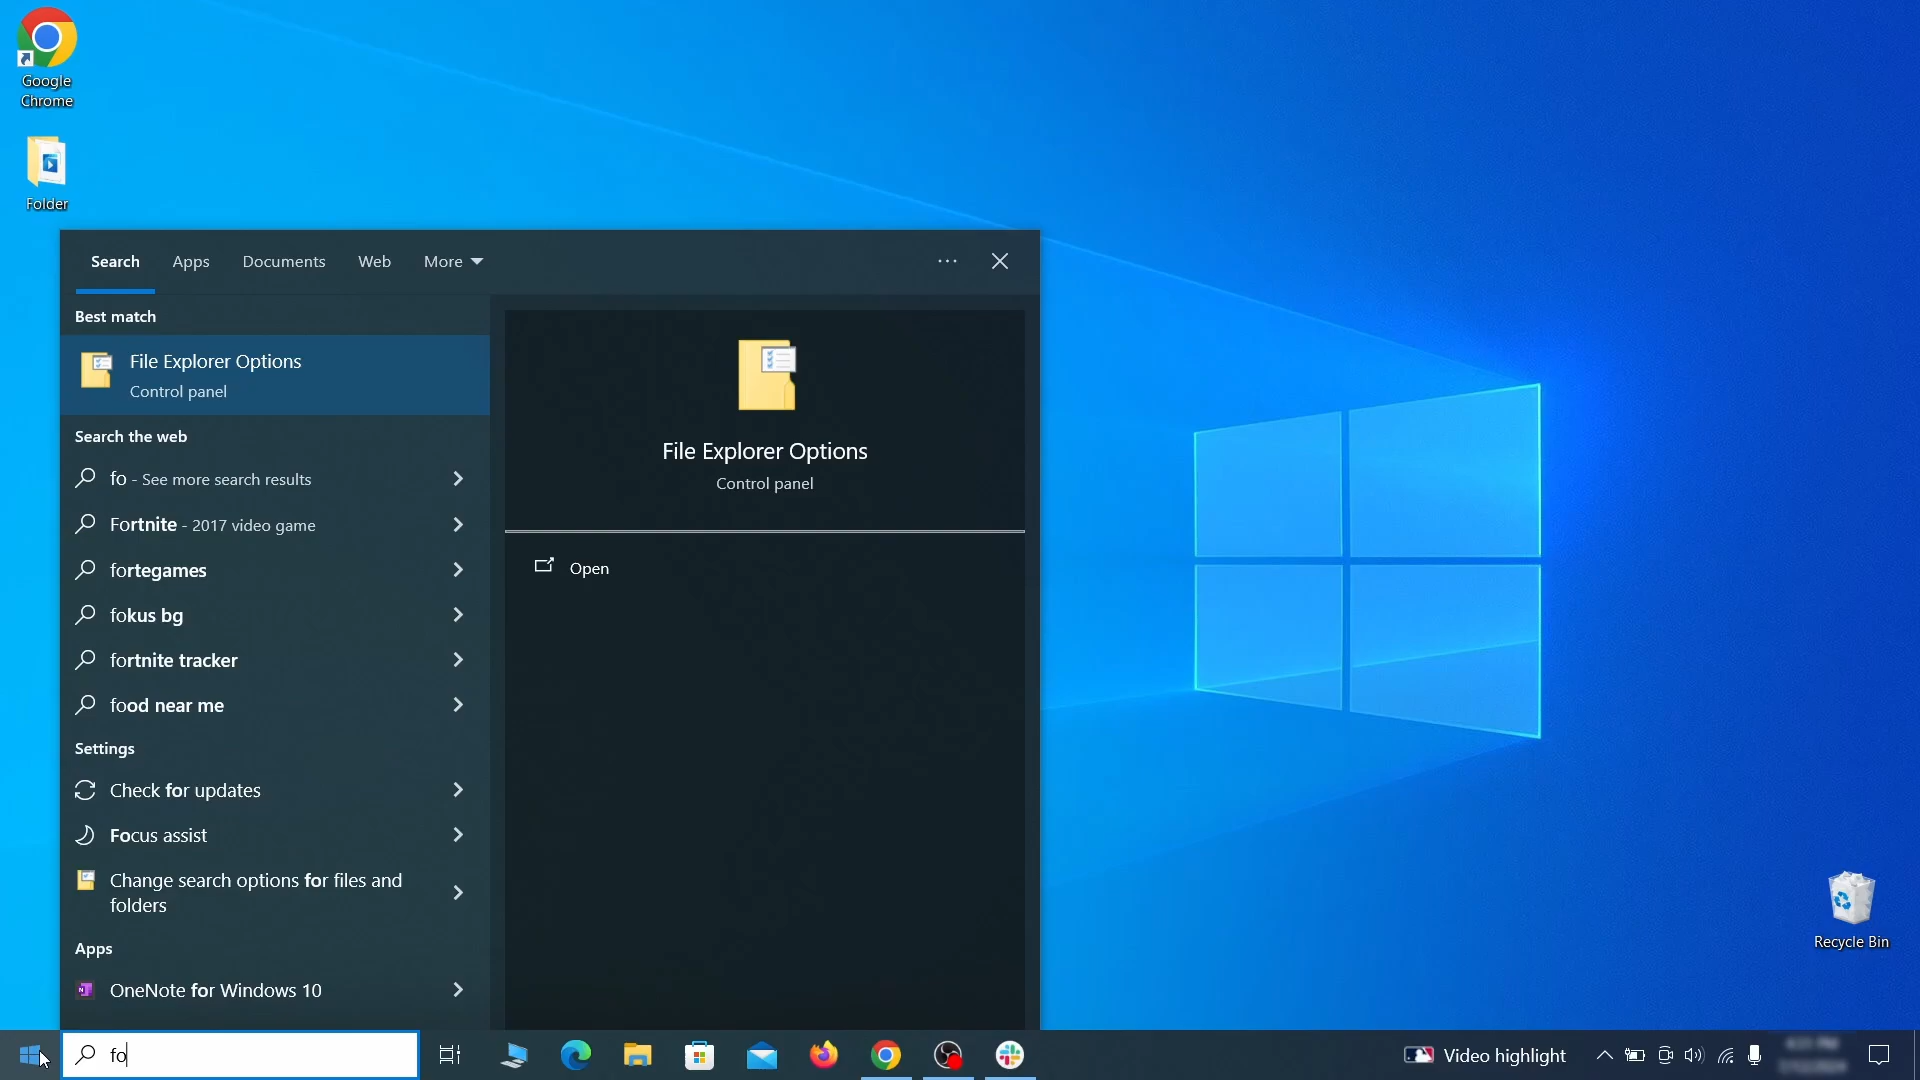 Google
Chrome
Folder
Search Apps Documents Web More
Best match
File Explorer Options
Control panel
Search the web
fo - See more search results
Fortnite - 2017 video game
fortegames
fokus bg
fortnite tracker
food near me
Settings
Check for updates
Focus assist
Change search options for files and
folders
Apps
OneNote for Windows 10
File Explorer Options
Control panel
Open
Recycle Bin
fo
Video highlight